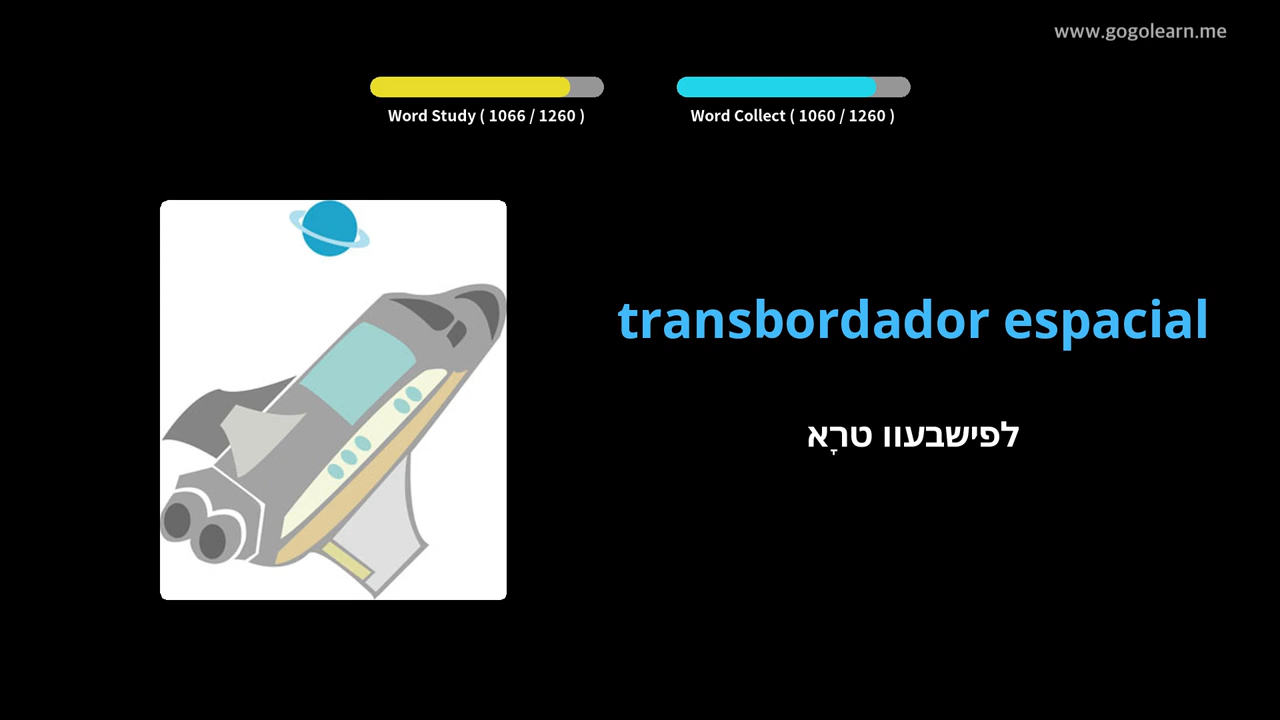 www.gogolearn.me
Word Study ( 1066 / 1260 )
Word Collect ( 1060 / 1260 )
transbordador espacial
לפישבעוו טרָא